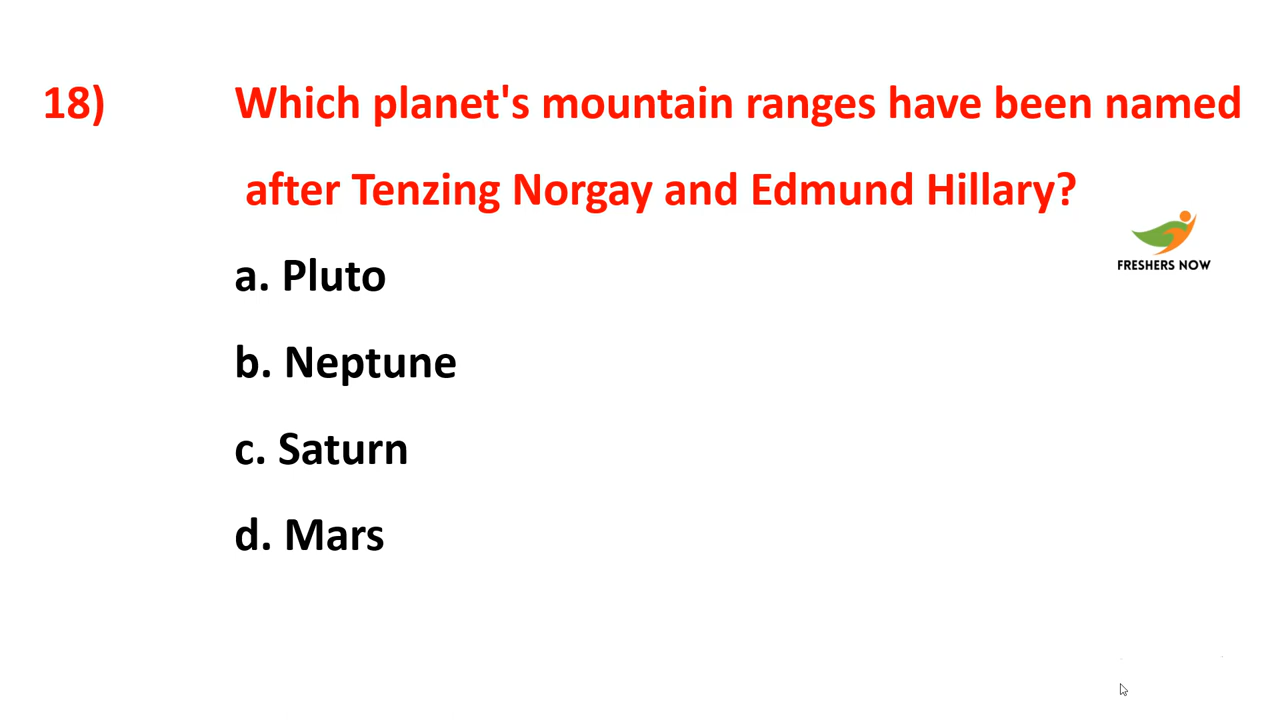 18) Which planet's mountain ranges have been named
after Tenzing Norgay and Edmund Hillary?
FRESHERS NOW
a. Pluto
b. Neptune
c. Saturn
d. Mars